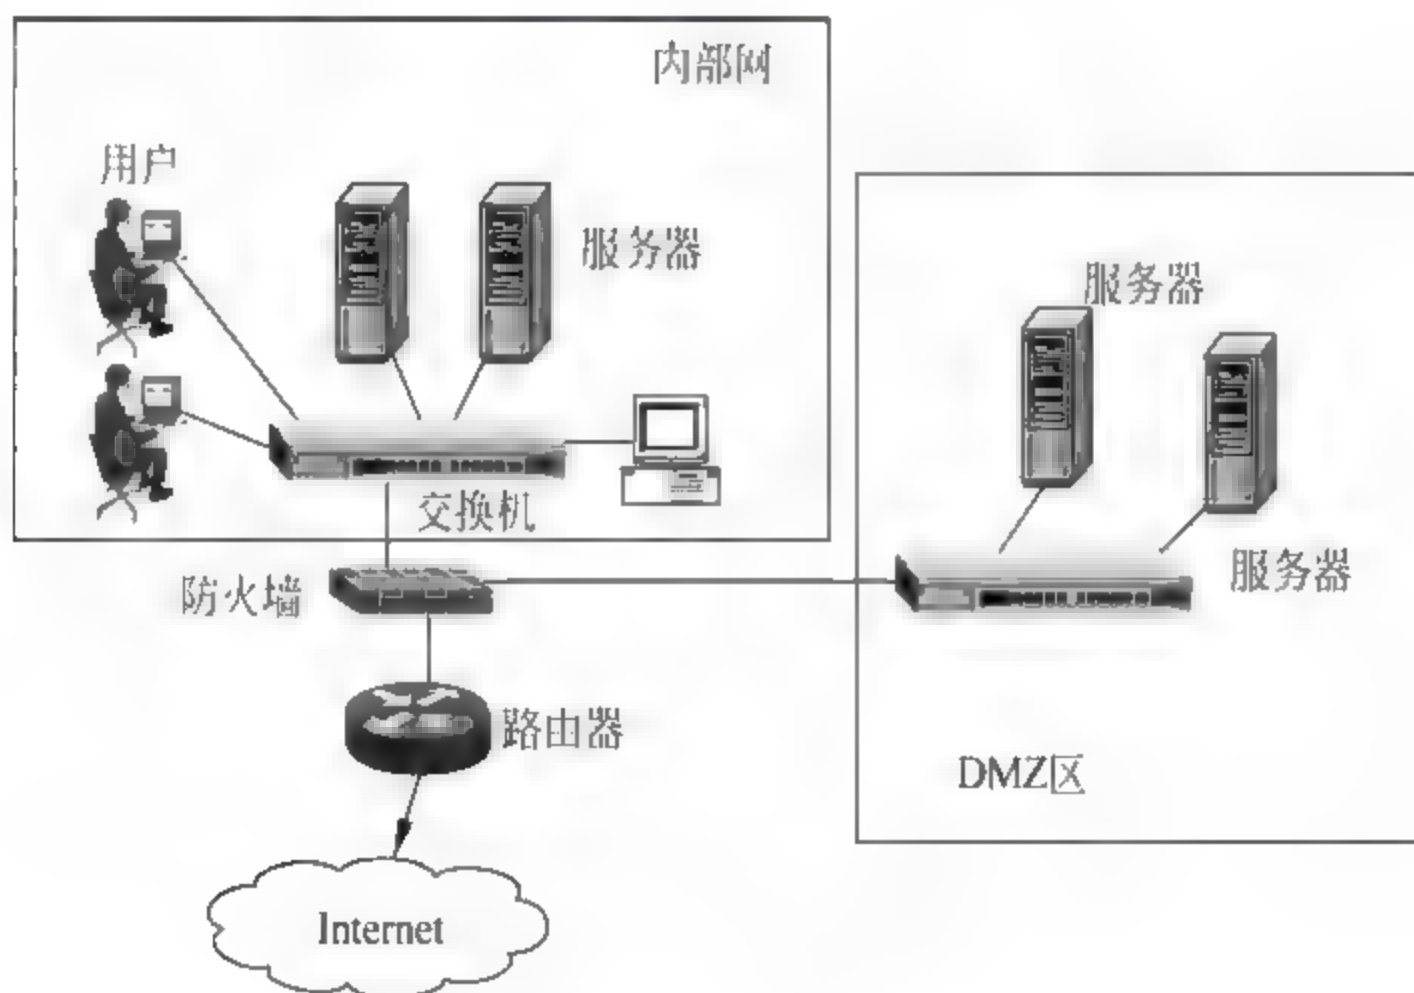 内部网
用户
服务器
服务器
交换机
防火墙
服务器
路由器
DMZ区
Internet